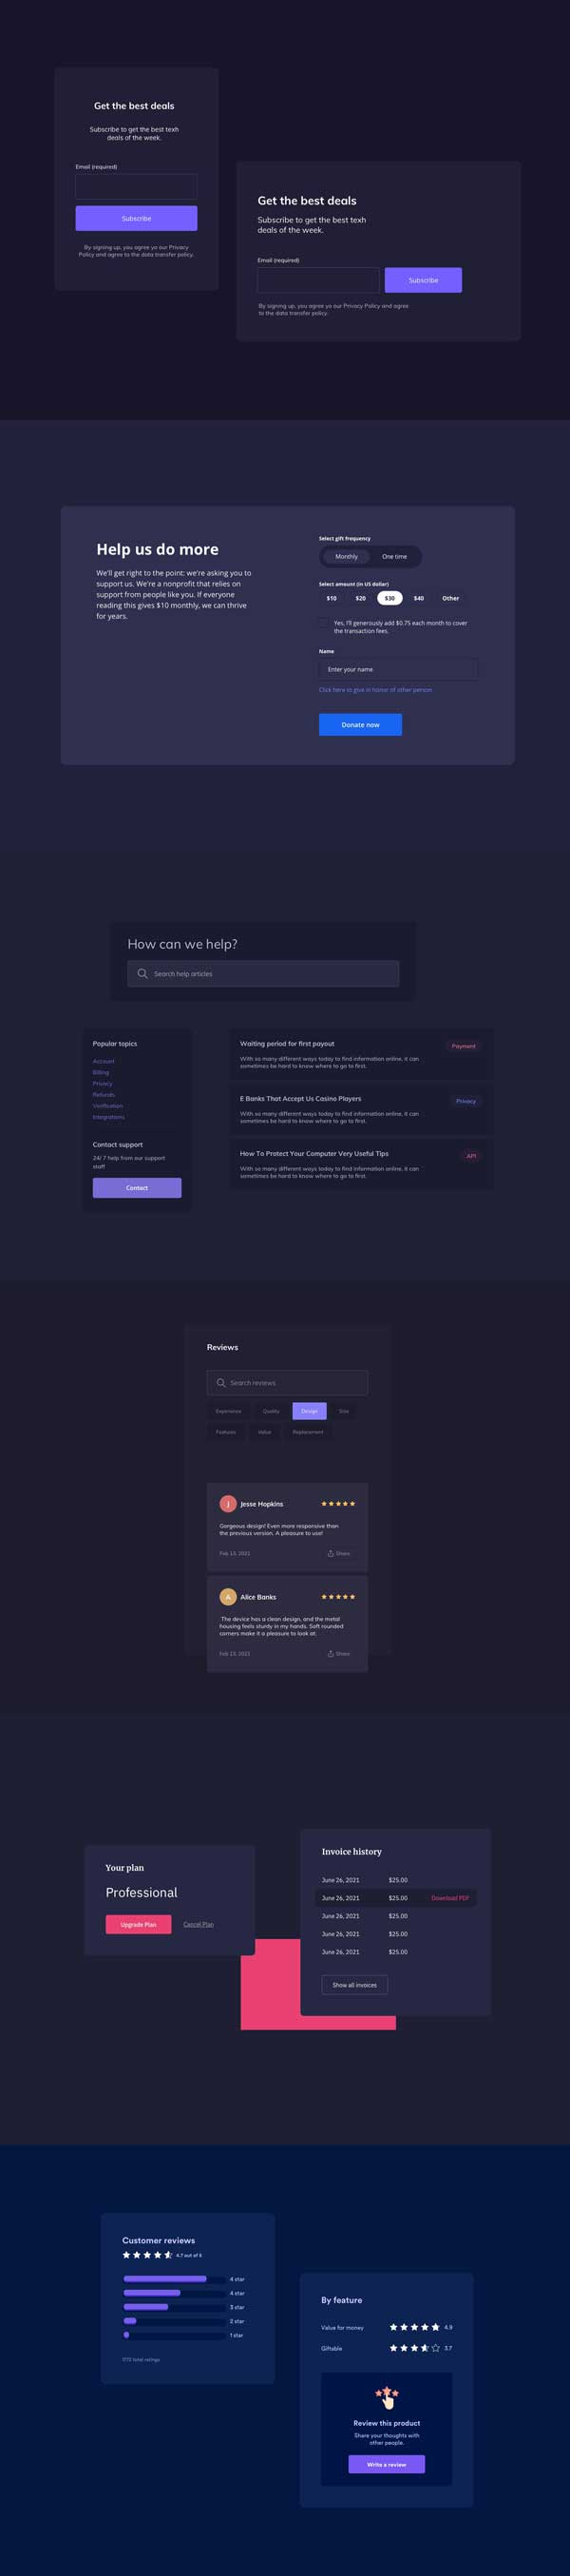 Get the best deals
Subscribe to get the best texh
deals of the week.
Email (required)
Subscribe
By signing up, you agree yo our Privacy
Policy and agree to the data transfer policy.
Get the best deals
Subscribe to get the best texh
deals of the week.
Email (required)
Subscribe
By signing up, you agree yo our Privacy Policy and agree
to the data transfer policy.
Help us do more
We'll get right to the point: we're asking you to
support us. We're a nonprofit that relies on
support from people like you. If everyone
reading this gives $10 monthly, we can thrive
for years.
Select gift frequency
Monthly One time
Select amount (in US dollar)
$10 $20 $30 $40 Other
Yes, I'll generously add $0.75 each month to cover
the transaction fees.
Name
Enter your name
Click here to give in honor of other person
Donate now
How can we help?
Search help articles
Popular topics
Account
Billing
Privacy
Referrals
Verification
Integrations
Contact support
24/ 7 help from our support
staff
Contact
Waiting period for first payout
Payment
With so many different ways today to find information online, it can
sometimes be hard to know where to go to first.
E Banks That Accept Us Casino Players
Privacy
With so many different ways today to find information online, it can
sometimes be hard to know where to go to first.
How To Protect Your Computer Very Useful Tips
API
With so many different ways today to find information online, it can
sometimes be hard to know where to go to first.
Reviews
Search reviews
Experience Quality Design Size
Features Value Replacement
J Jesse Hopkins
Gorgeous design! Even more responsive than
the previous version. A pleasure to use!
Feb 13, 2021 Share
A Alice Banks
The device has a clean design, and the metal
housing feels sturdy in my hands. Soft rounded
corners make it a pleasure to look at.
Feb 13, 2021 Share
Your plan
Professional
Upgrade Plan Cancel Plan
Invoice history
June 26, 2021 $25.00
June 26, 2021 $25.00 Download PDF
June 26, 2021 $25.00
June 26, 2021 $25.00
June 26, 2021 $25.00
Show all invoices
Customer reviews
4.7 out of 5
4 star
4 star
3 star
2 star
1 star
total ratings
By feature
Value for money 4.9
Giftable 3.7
Review this product
Share your thoughts with
other people.
Write a review